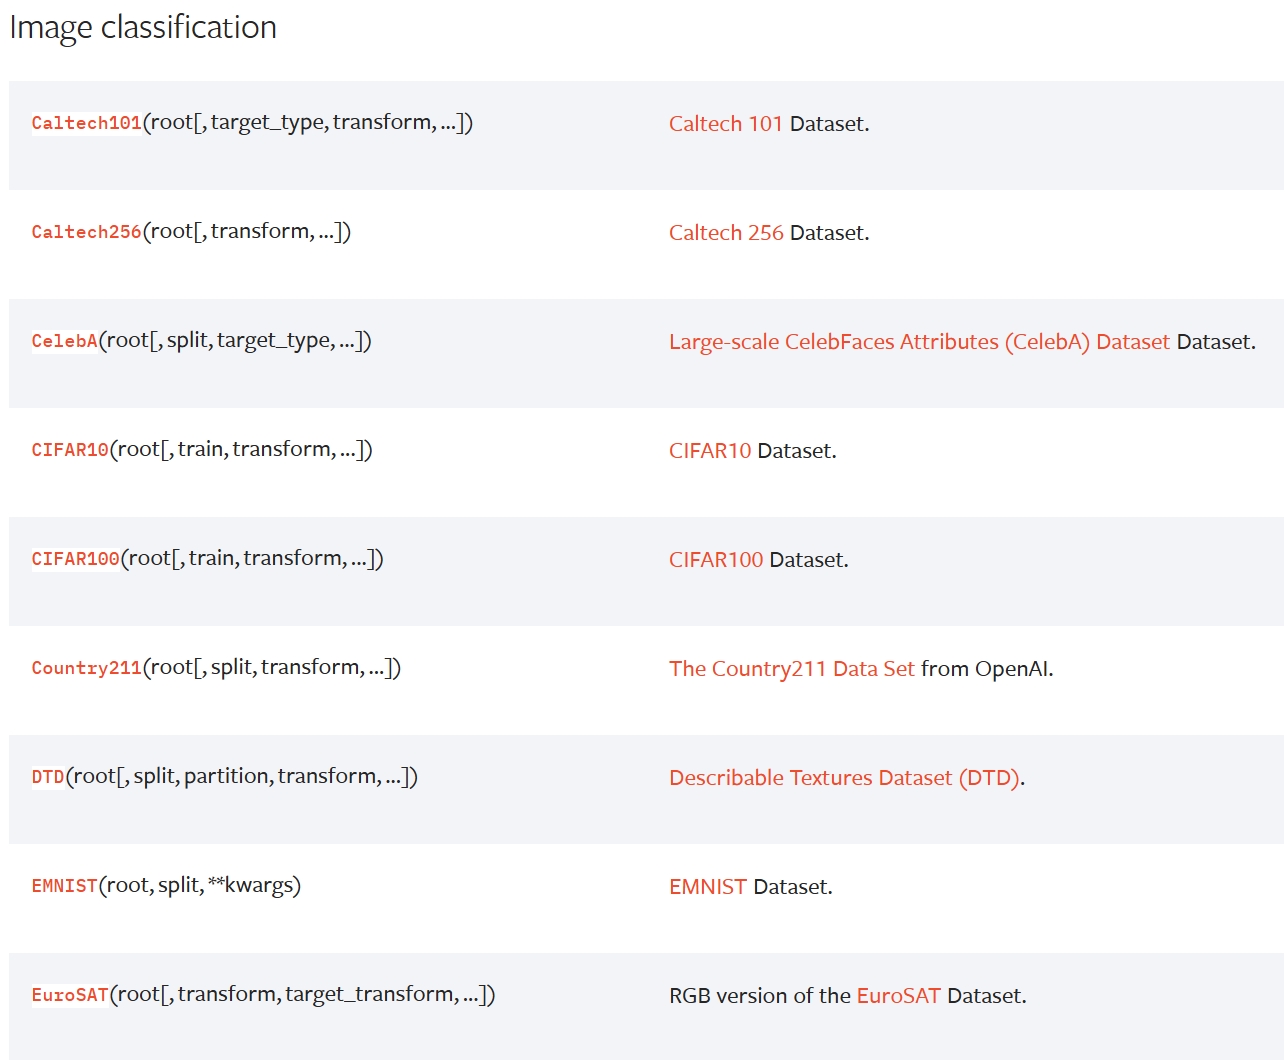 Image classification
Caltech101(root[, target_type, transform, ...]) Caltech 101 Dataset.
Caltech256(root[, transform, ...]) Caltech 256 Dataset.
CelebA(root[, split, target_type, ...]) Large-scale CelebFaces Attributes (CelebA) Dataset Dataset.
CIFAR10(root[, train, transform, ...]) CIFAR10 Dataset.
CIFAR100(root[, train, transform, ...]) CIFAR100 Dataset.
Country211(root[, split, transform, ...]) The Country211 Data Set from OpenAI.
DTD(root[, split, partition, transform, ...]) Describable Textures Dataset (DTD).
EMNIST(root, split, **kwargs) EMNIST Dataset.
EuroSAT(root[, transform, target_transform, ...]) RGB version of the EuroSAT Dataset.